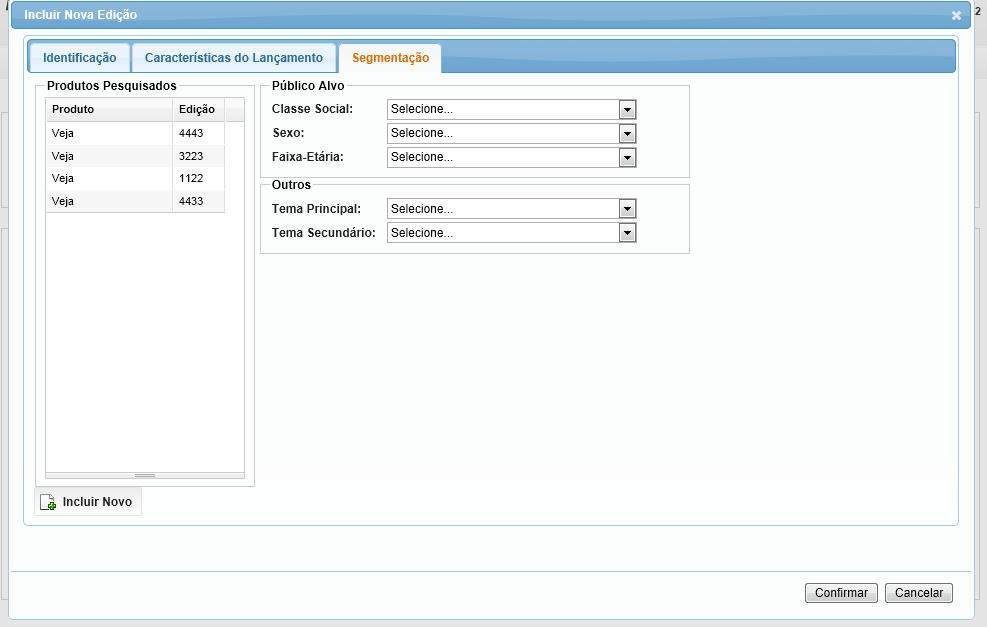 Incluir Nova Edição
2
Identificação Características do Lançamento Segmentação
Produtos Pesquisados
Produto Edição
Veja 4443
Veja 3223
Veja 1122
Veja 4433
Incluir Novo
Público Alvo
Classe Social: Selecione...
Sexo: Selecione...
Faixa-Etária: Selecione...
Outros
Tema Principal: Selecione...
Tema Secundário: Selecione...
Confirmar Cancelar